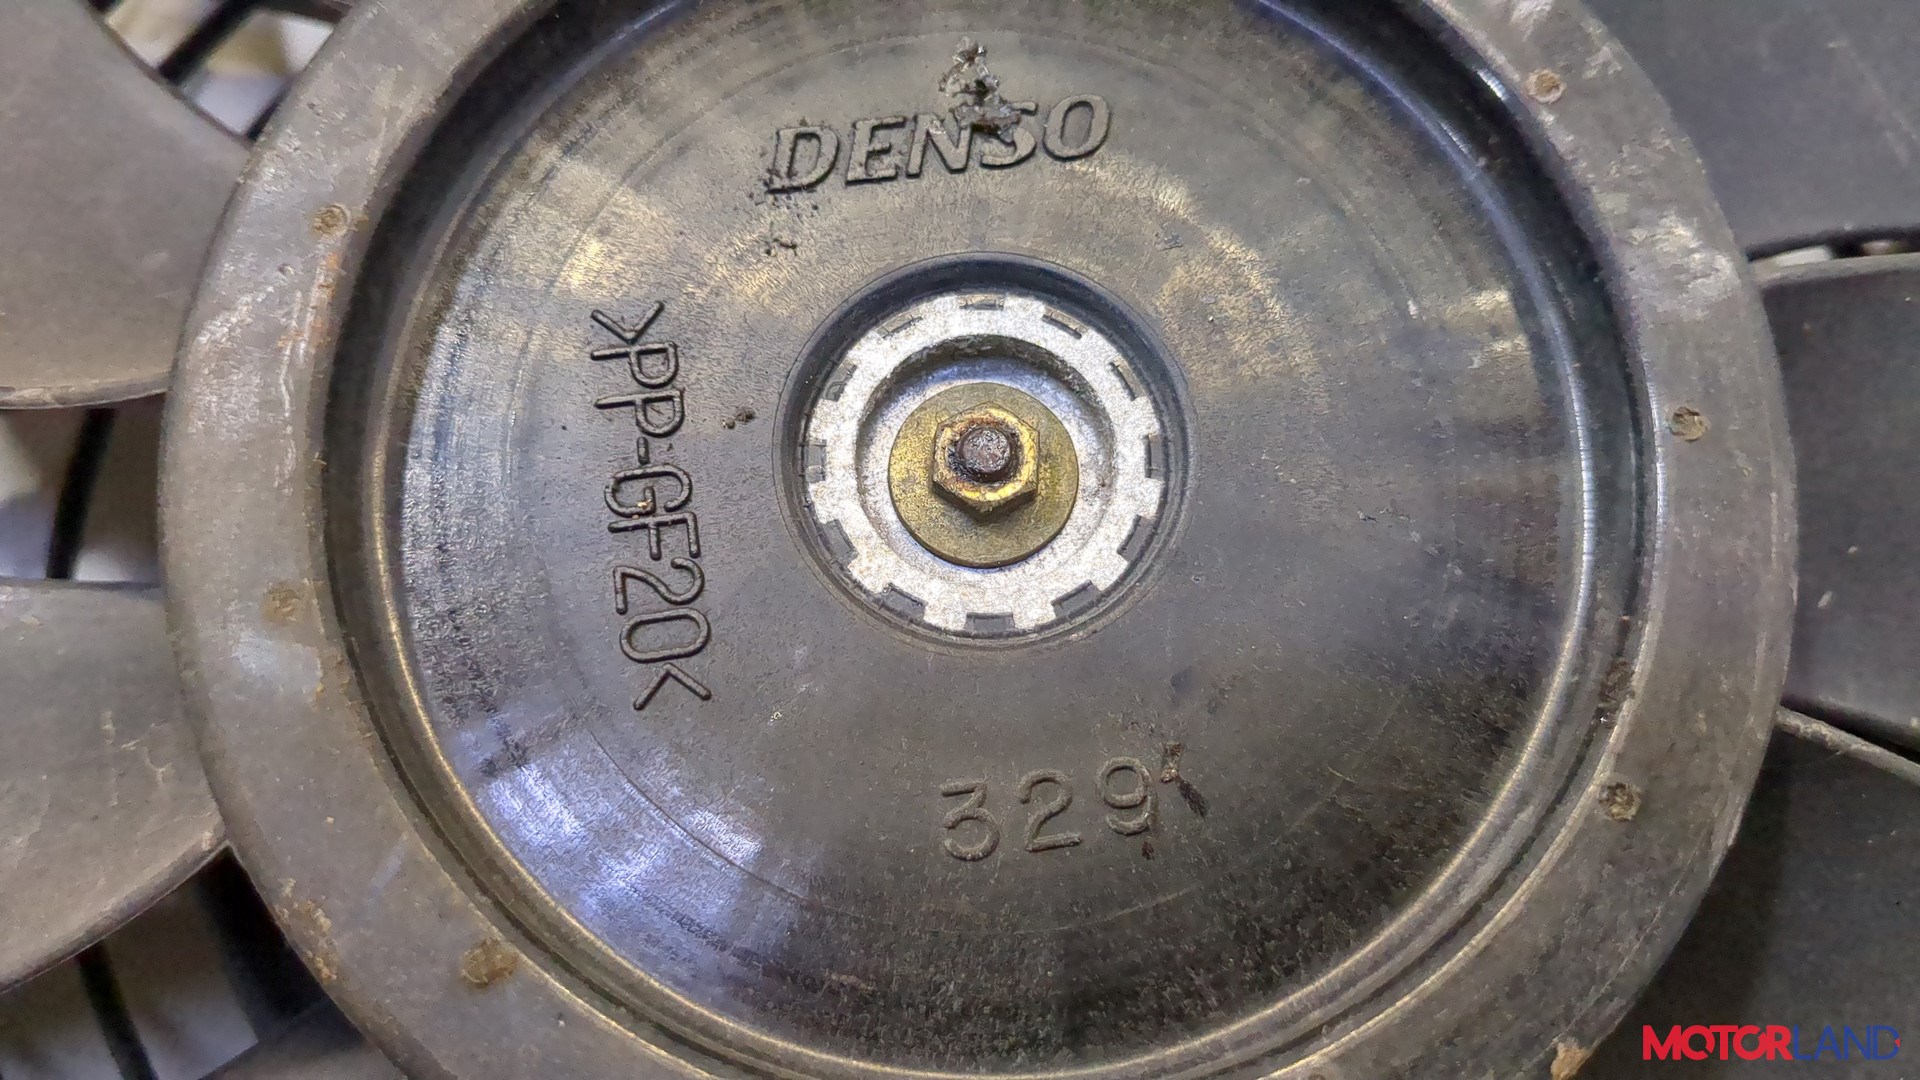 DENSO
>PP-GF20<
329
MOTORLAND